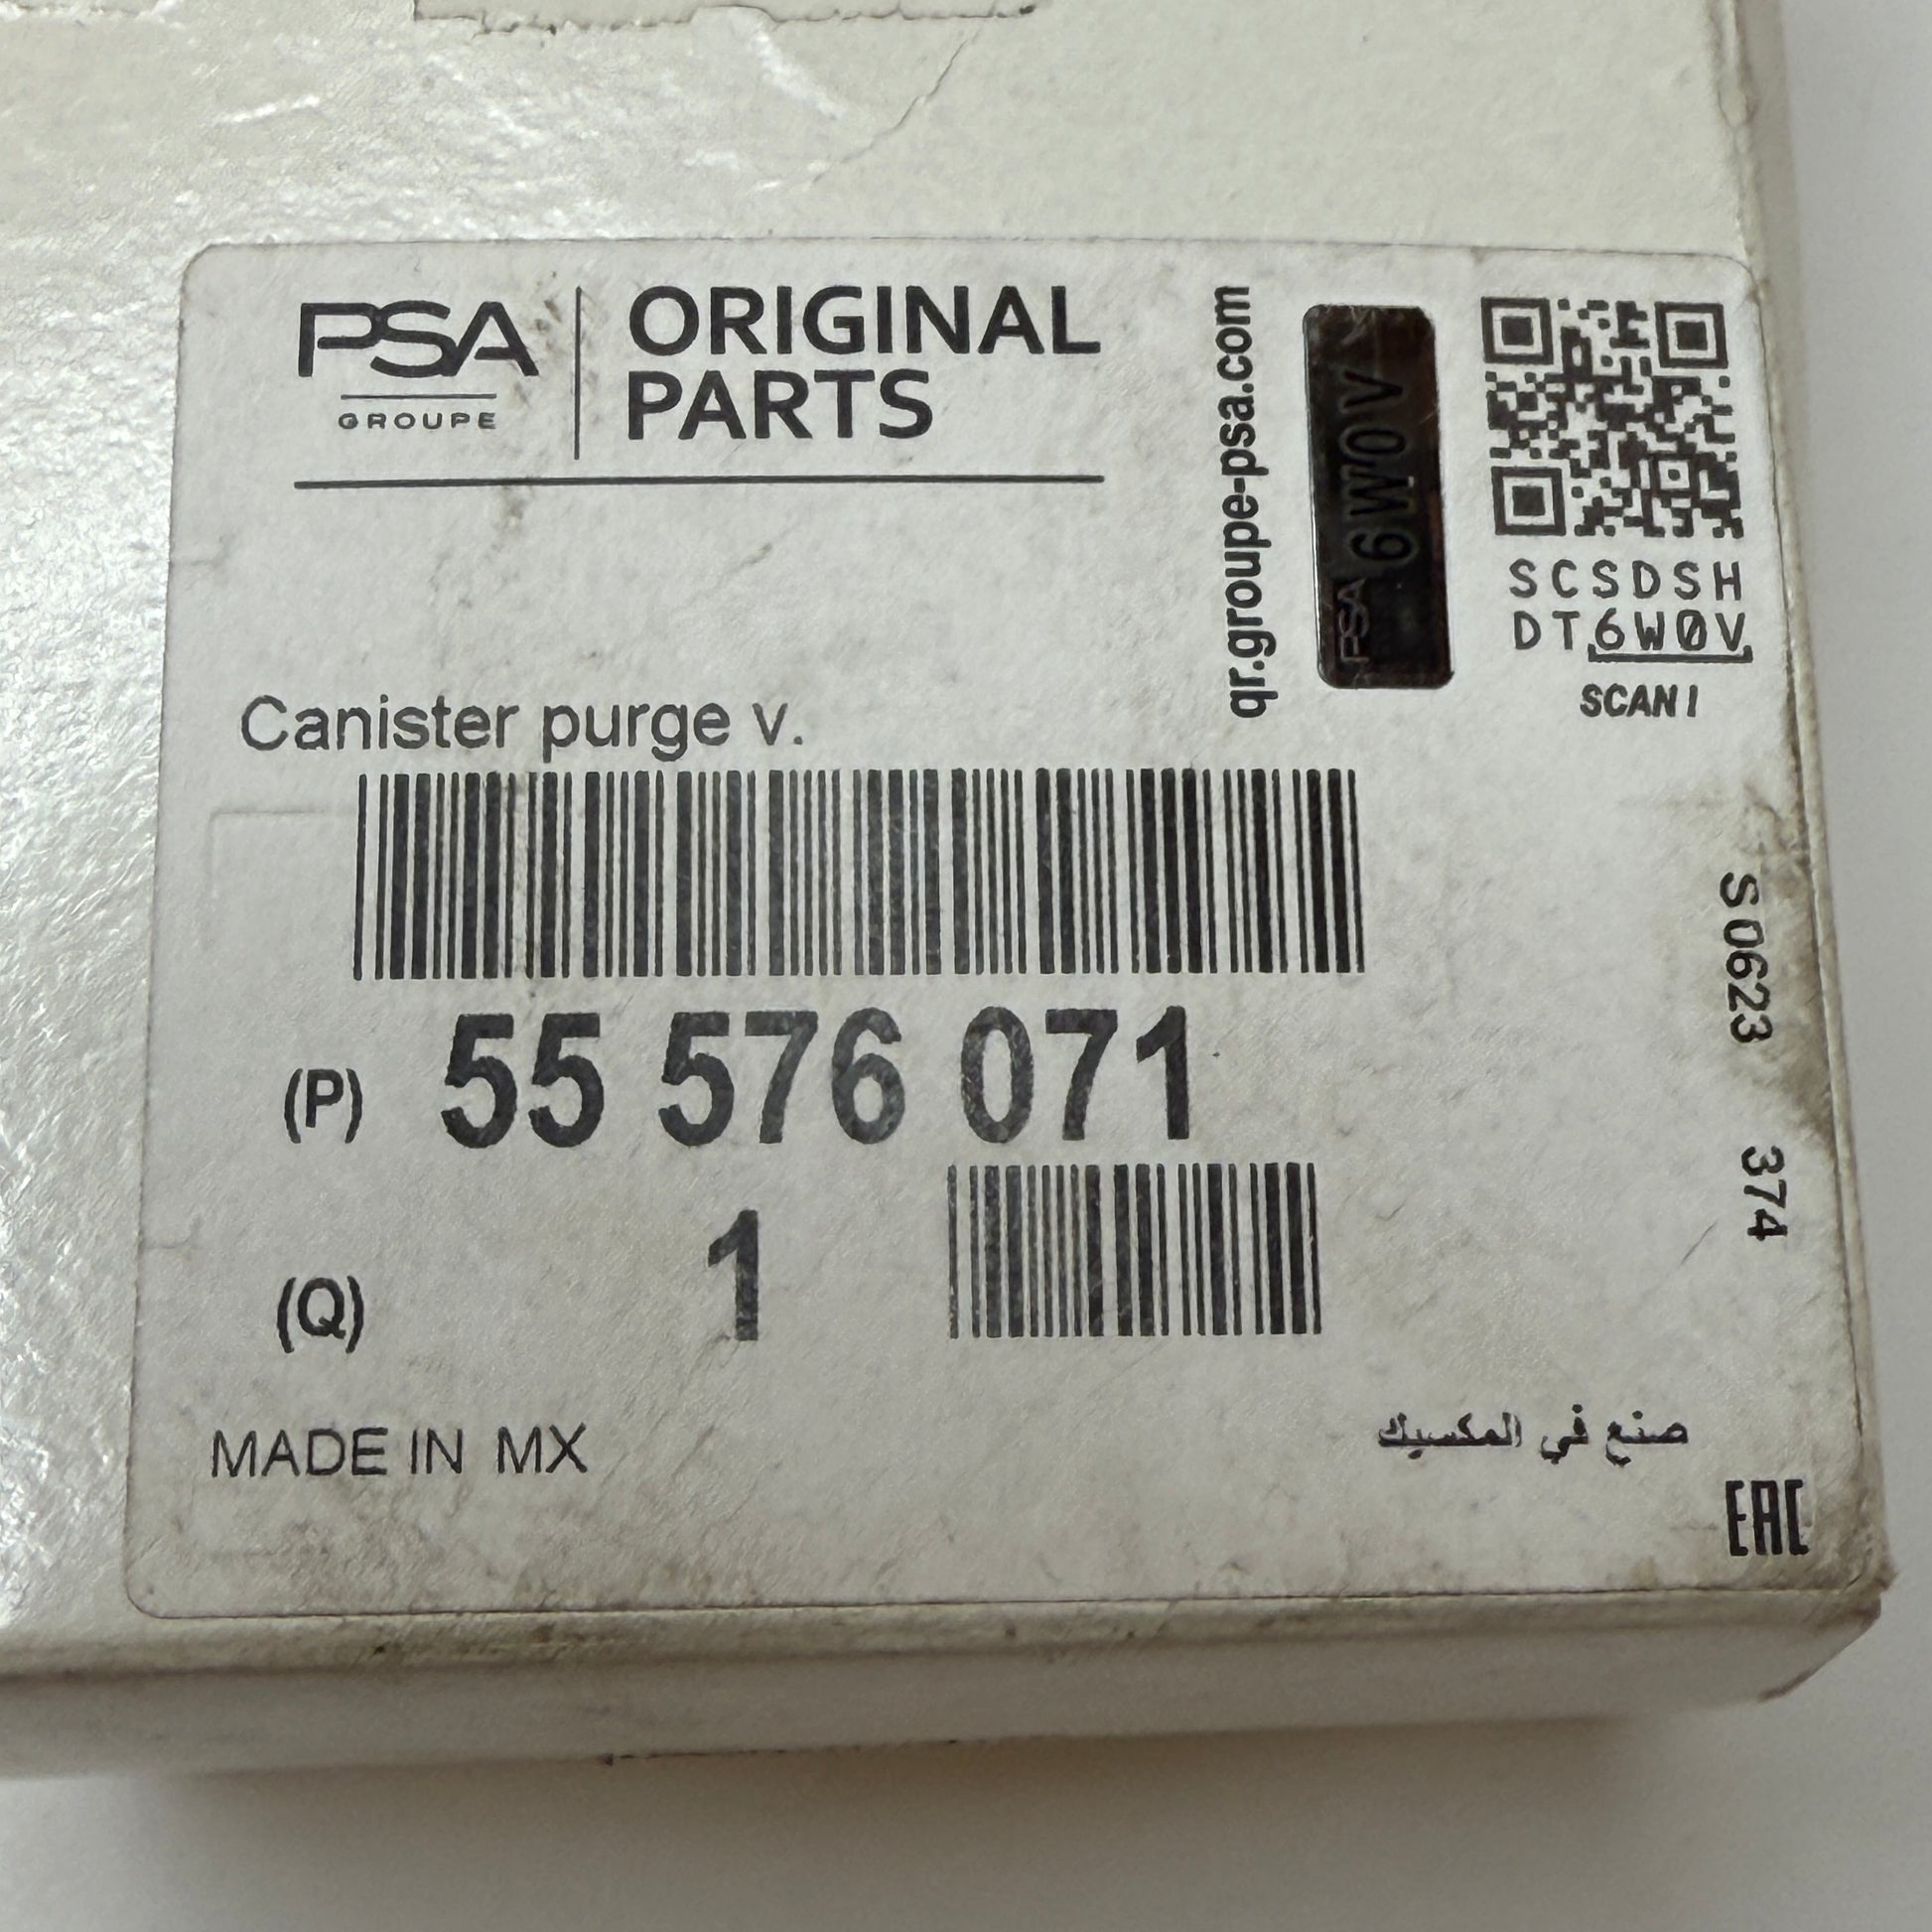 PSA
GROUPE
ORIGINAL
PARTS
qr.groupe-psa.com
PSA 6W0V
SCSDSH
DT6W0V
SCAN I
Canister purge v.
(P) 55 576 071
S0623 374
(Q) 1
MADE IN MX
صنع في المكسيك
EAC